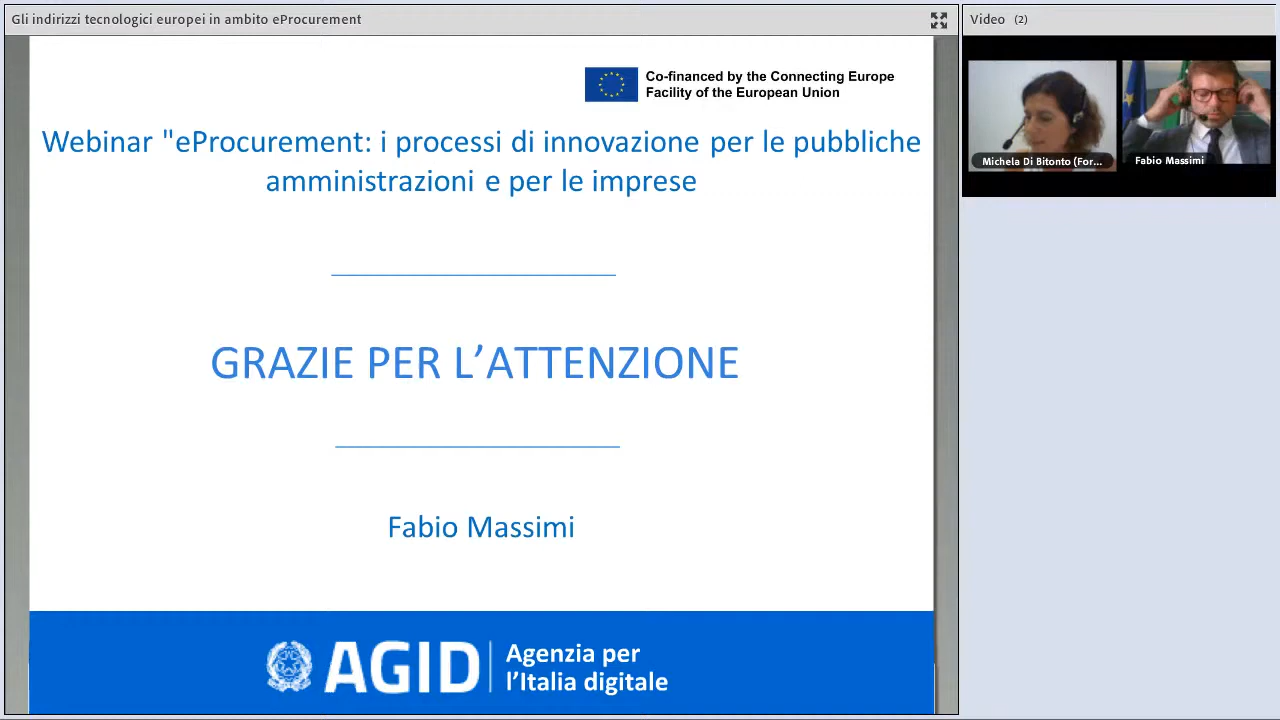 Gli indirizzi tecnologici europei in ambito eProcurement
Video (2)
Co-financed by the Connecting Europe
Facility of the European Union
Webinar "eProcurement: i processi di innovazione per le pubbliche
amministrazioni e per le imprese
Michela Di Bitonto (For...
Fabio Massimi
GRAZIE PER L’ATTENZIONE
Fabio Massimi
AGID
Agenzia per
l’Italia digitale